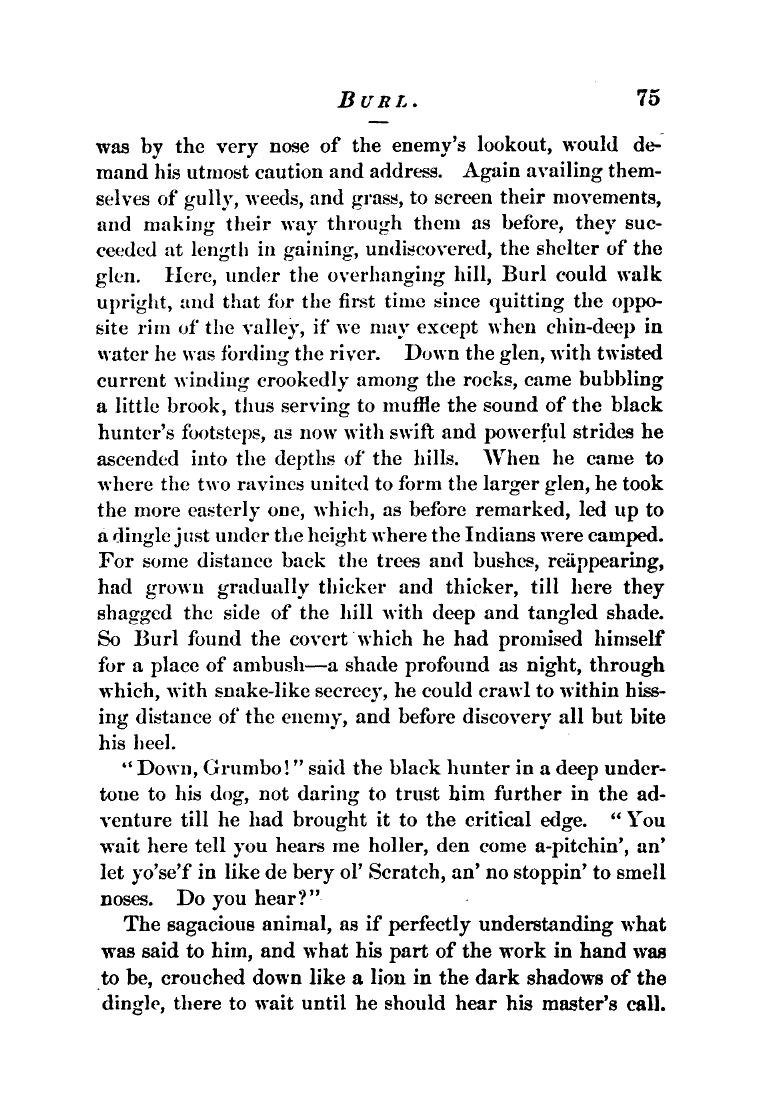 BURL. 75
was by the very nose of the enemy's lookout, would de-
mand his utmost caution and address. Again availing them-
selves of gully, weeds, and grass, to screen their movements,
and making their way through them as before, they suc-
ceeded at length in gaining, undiscovered, the shelter of the
glen. Here, under the overhanging hill, Burl could walk
upright, and that for the first time since quitting the oppo-
site rim of the valley, if we may except when chin-deep in
water he was fording the river. Down the glen, with twisted
current winding crookedly among the rocks, came bubbling
a little brook, thus serving to muffle the sound of the black
hunter's footsteps, as now with swift and powerful strides he
ascended into the depths of the hills. When he came to
where the two ravines united to form the larger glen, he took
the more easterly one, which, as before remarked, led up to
a dingle just under the height where the Indians were camped.
For some distance back the trees and bushes, reäppearing,
had grown gradually thicker and thicker, till here they
shagged the side of the hill with deep and tangled shade.
So Burl found the covert which he had promised himself
for a place of ambush—a shade profound as night, through
which, with snake-like secrecy, he could crawl to within hiss-
ing distance of the enemy, and before discovery all but bite
his heel.
"Down, Grumbo!" said the black hunter in a deep under-
tone to his dog, not daring to trust him further in the ad-
venture till he had brought it to the critical edge. "You
wait here tell you hears me holler, den come a-pitchin', an'
let yo'se'f in like de bery ol' Scratch, an' no stoppin' to smell
noses. Do you hear?"
The sagacious animal, as if perfectly understanding what
was said to him, and what his part of the work in hand was
to be, crouched down like a lion in the dark shadows of the
dingle, there to wait until he should hear his master's call.